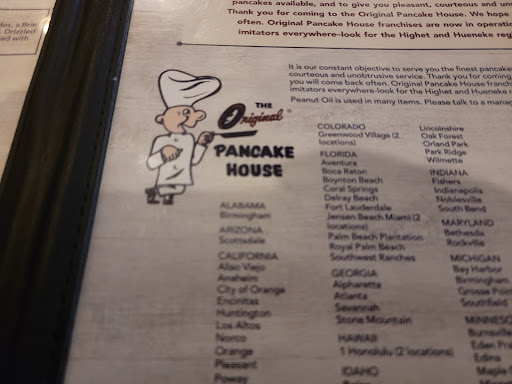 pancakes available, and to give you pleasant, courteous and
Thank you for coming to the Original Pancake House. We hope
often. Original Pancake House franchises are now in
imitators everywhere-look for the Highet and Hueneke
a Brie
Drizzled
ed with
It is our constant objective to serve you the finest
courteous and unobtrusive service. Thank you for coming
you will come back often. Original Pancake House
imitators everywhere-look for the Highet and Hueneke
Peanut Oil is used in many items. Please talk to a
THE
Original
PANCAKE
HOUSE
ALABAMA
Birmingham
ARIZONA
Scottsdale
CALIFORNIA
Aliso Viejo
Anaheim
City of Orange
Encinitas
Huntington
Los Altos
Norco
Orange
Pleasant
Poway
COLORADO
Greenwood Village (2
locations)
FLORIDA
Aventura
Boca Raton
Boynton Beach
Coral Springs
Delray Beach
Fort Lauderdale
Jensen Beach Miami (2
locations)
Palm Beach Plantation
Royal Palm Beach
Southwest Ranches
GEORGIA
Alpharetta
Atlanta
Savannah
Stone Mountain
HAWAII
1 Honolulu (2 locations)
IDAHO
Lincolnshire
Oak Forest
Orland Park
Park Ridge
Wilmette
INDIANA
Fishers
Indianapolis
Noblesville
South Bend
MARYLAND
Bethesda
Rockville
MICHIGAN
Bay Harbor
Birmingham
Grosse
Southfield
Burnsville
Eden
Edina
Maple